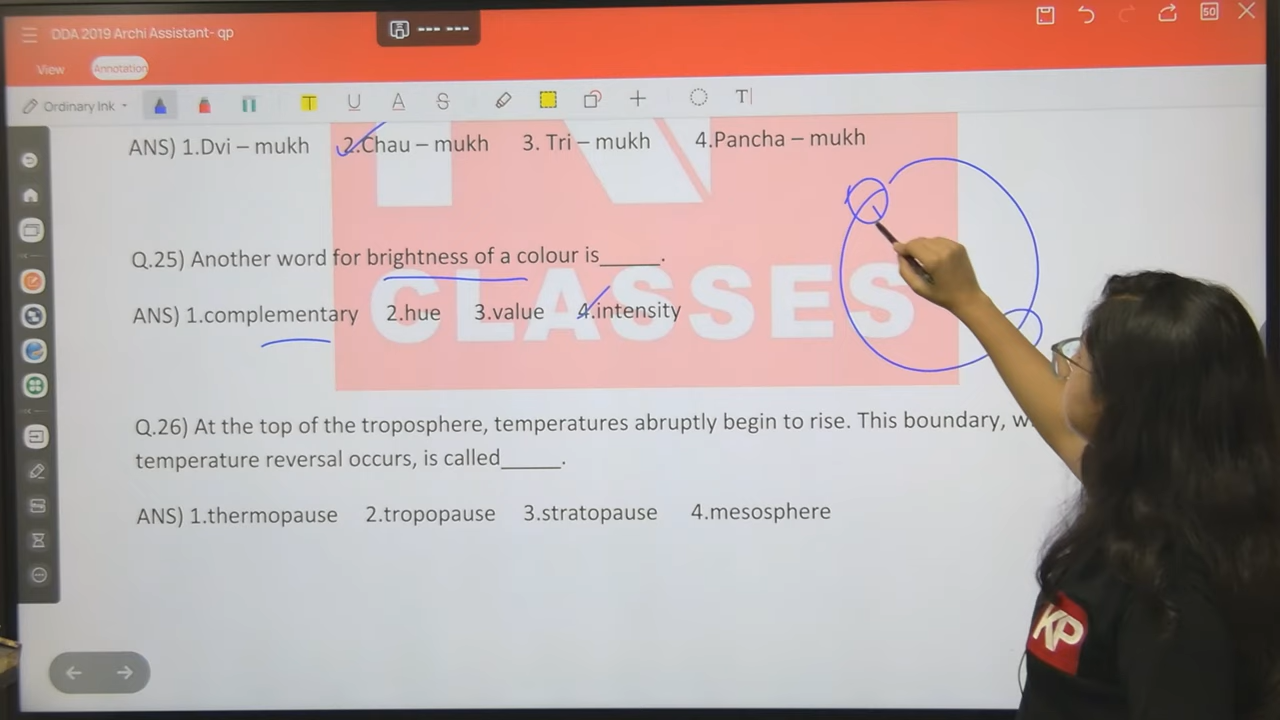 DDA 2019 Archi Assistant- qp
50
View
Annotation
Ordinary Ink
ANS) 1.Dvi – mukh 2.Chau – mukh 3. Tri – mukh 4.Pancha – mukh
Q.25) Another word for brightness of a colour is_____.
ANS) 1.complementary 2.hue 3.value 4.intensity
CLASSES
Q.26) At the top of the troposphere, temperatures abruptly begin to rise. This boundary,
temperature reversal occurs, is called_____.
ANS) 1.thermopause 2.tropopause 3.stratopause 4.mesosphere
KP